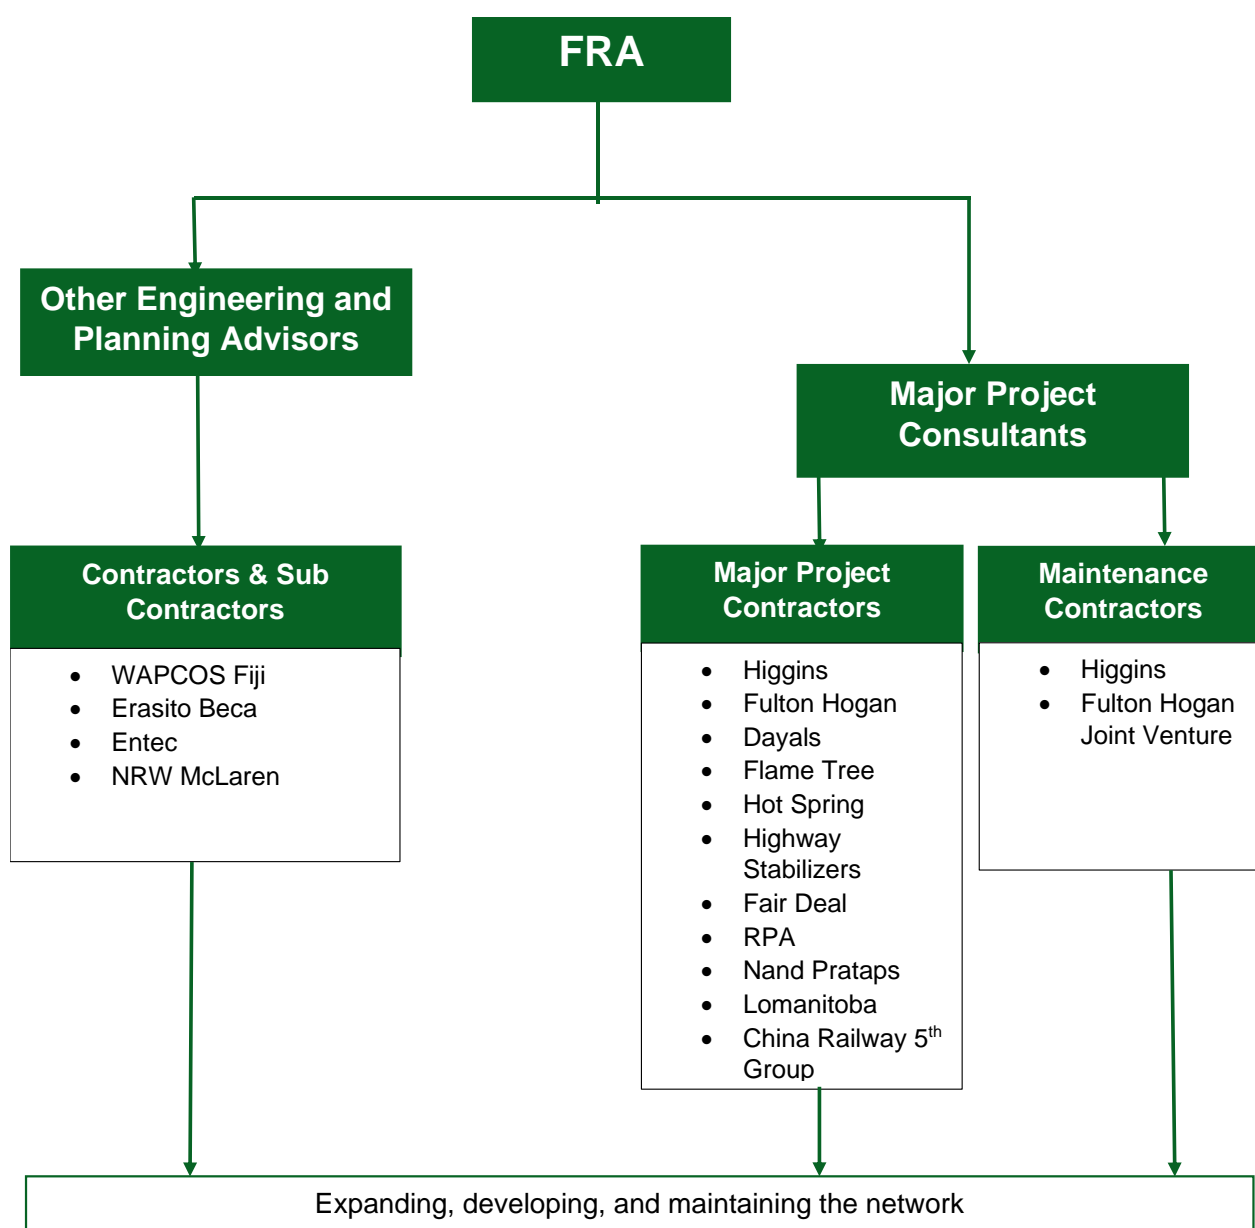 FRA
Other Engineering and
Planning Advisors
Major Project
Consultants
Contractors & Sub
Contractors
• WAPCOS Fiji
• Erasito Beca
• Entec
• NRW McLaren
Major Project
Contractors
• Higgins
• Fulton Hogan
• Dayals
• Flame Tree
• Hot Spring
• Highway
Stabilizers
• Fair Deal
• RPA
• Nand Prataps
• Lomanitoba
• China Railway 5th
Group
Maintenance
Contractors
• Higgins
• Fulton Hogan
Joint Venture
Expanding, developing, and maintaining the network